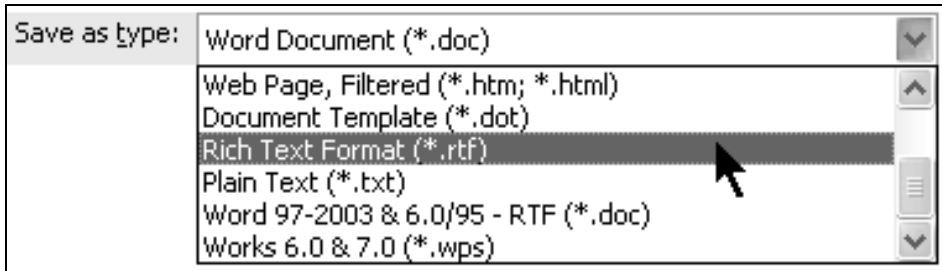 Save as type: Word Document (*.doc)
Web Page, Filtered (*.htm; *.html)
Document Template (*.dot)
Rich Text Format (*.rtf)
Plain Text (*.txt)
Word 97-2003 & 6.0/95 - RTF (*.doc)
Works 6.0 & 7.0 (*.wps)